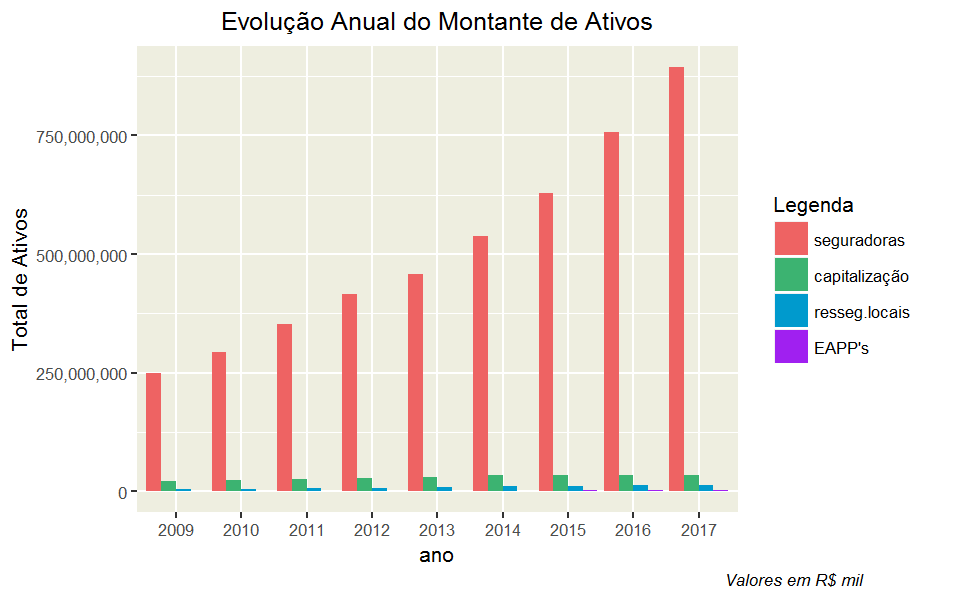 Evolução Anual do Montante de Ativos
Total de Ativos
750,000,000
500,000,000
250,000,000
0
2009 2010 2011 2012 2013 2014 2015 2016 2017
ano
Legenda
seguradoras
capitalização
resseg.locais
EAPP's
Valores em R$ mil